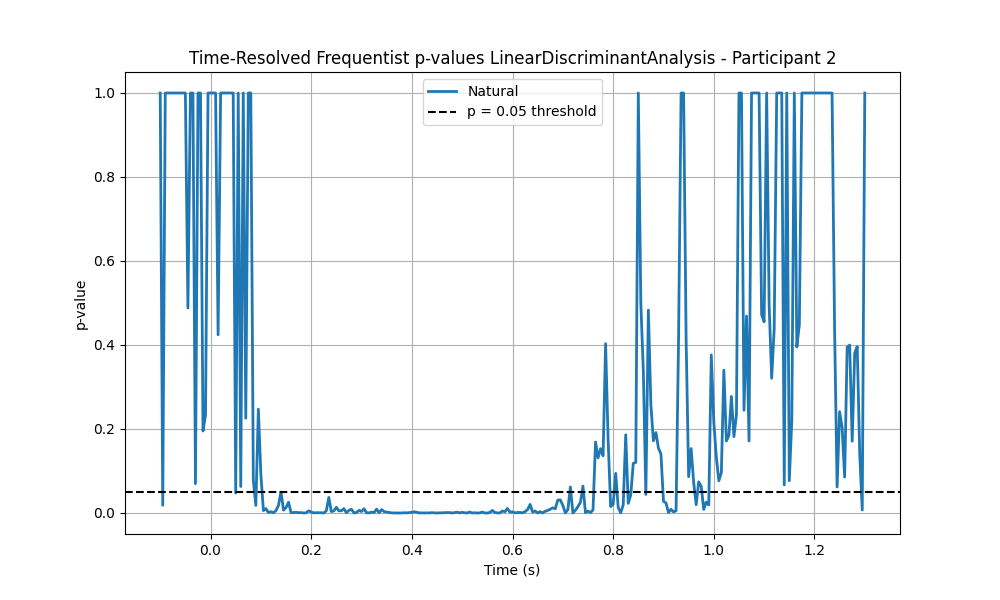 Time-Resolved Frequentist p-values LinearDiscriminantAnalysis - Participant 2
Natural
p = 0.05 threshold
p-value
1.0
0.8
0.6
0.4
0.2
0.0
0.0 0.2 0.4 0.6 0.8 1.0 1.2
Time (s)